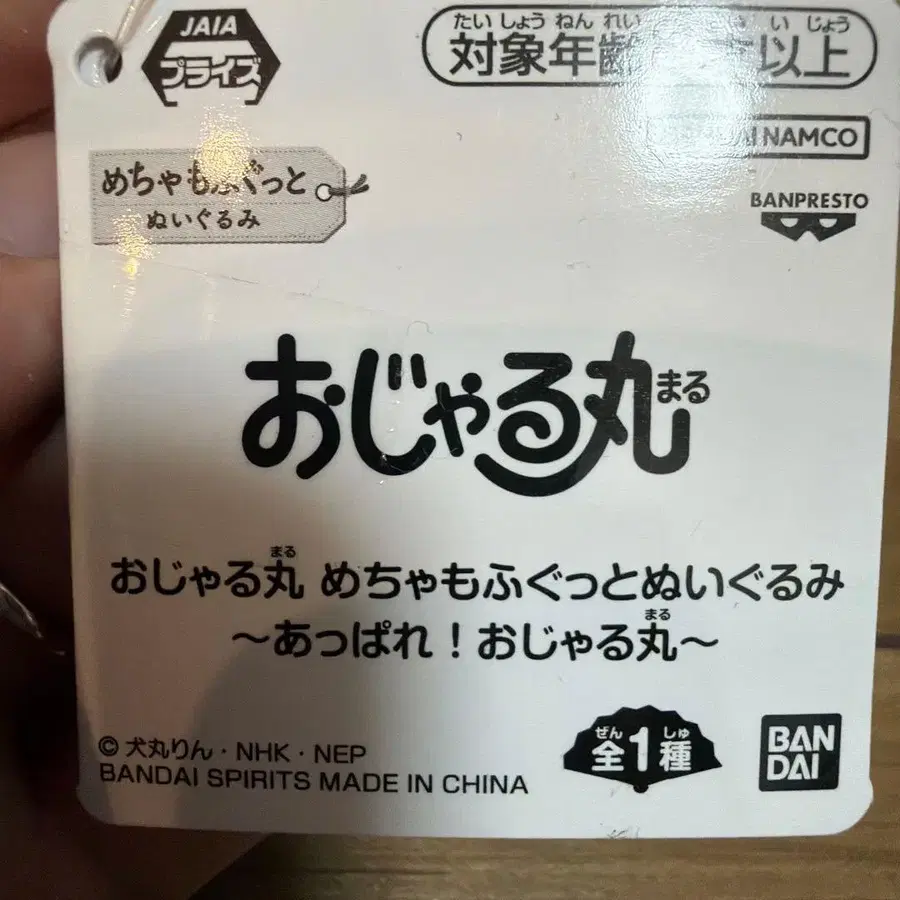 JAIA
プライズ
たいしょうねんれい いじょう
対象年齢 以上
NAMCO
BANPRESTO
めちゃもふぐっと
ぬいぐるみ
おじゃる丸
まる
まる
おじゃる丸 めちゃもふぐっとぬいぐるみ
まる
~あっぱれ!おじゃる丸~
© 犬丸りん・NHK・NEP
BANDAI SPIRITS MADE IN CHINA
ぜん しゅ
全1種
BAN
DAI